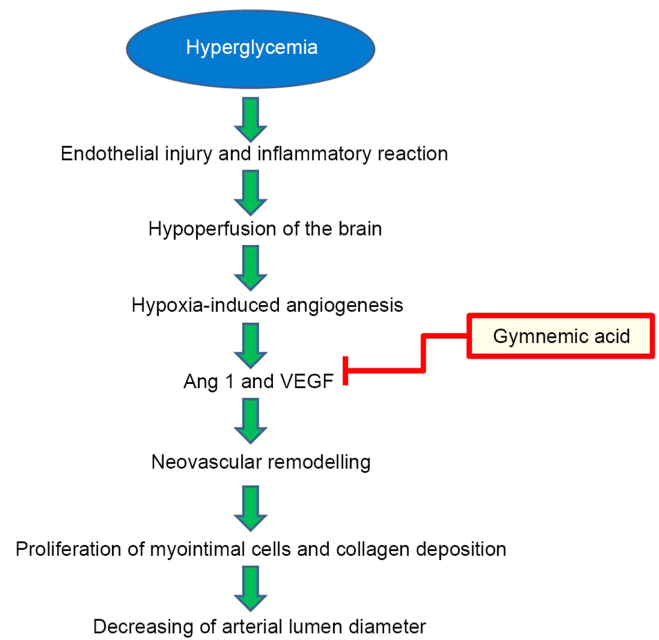 Hyperglycemia
Endothelial injury and inflammatory reaction
Hypoperfusion of the brain
Hypoxia-induced angiogenesis
Gymnemic acid
Ang 1 and VEGF
Neovascular remodelling
Proliferation of myointimal cells and collagen deposition
Decreasing of arterial lumen diameter